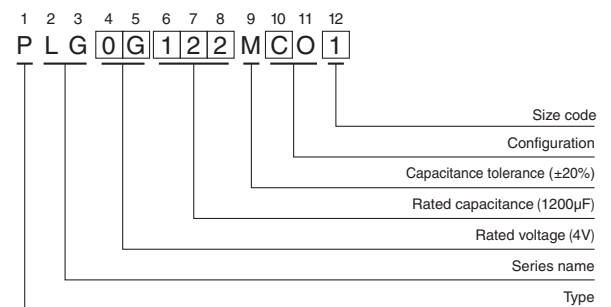 1 2 3 4 5 6 7 8 9 10 11 12
P L G 0 G 1 2 2 M C O 1
Size code
Configuration
Capacitance tolerance (±20%)
Rated capacitance (1200µF)
Rated voltage (4V)
Series name
Type